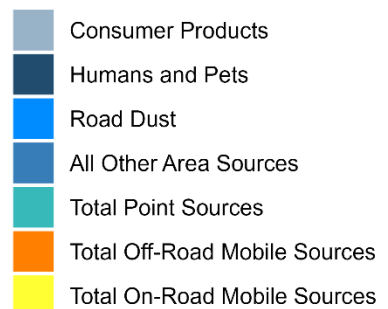 Consumer Products
Humans and Pets
Road Dust
All Other Area Sources
Total Point Sources
Total Off-Road Mobile Sources
Total On-Road Mobile Sources